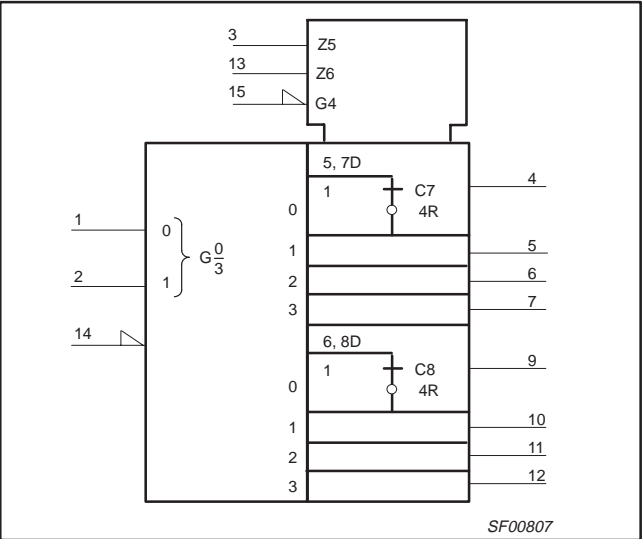 3 Z5
13 Z6
15 G4
5, 7D
1 C7 4
0 4R
1 0 G 0/3
1 5
2 1 2 6
3 7
14
6, 8D
1 C8 9
0 4R
1 10
2 11
3 12
SF00807